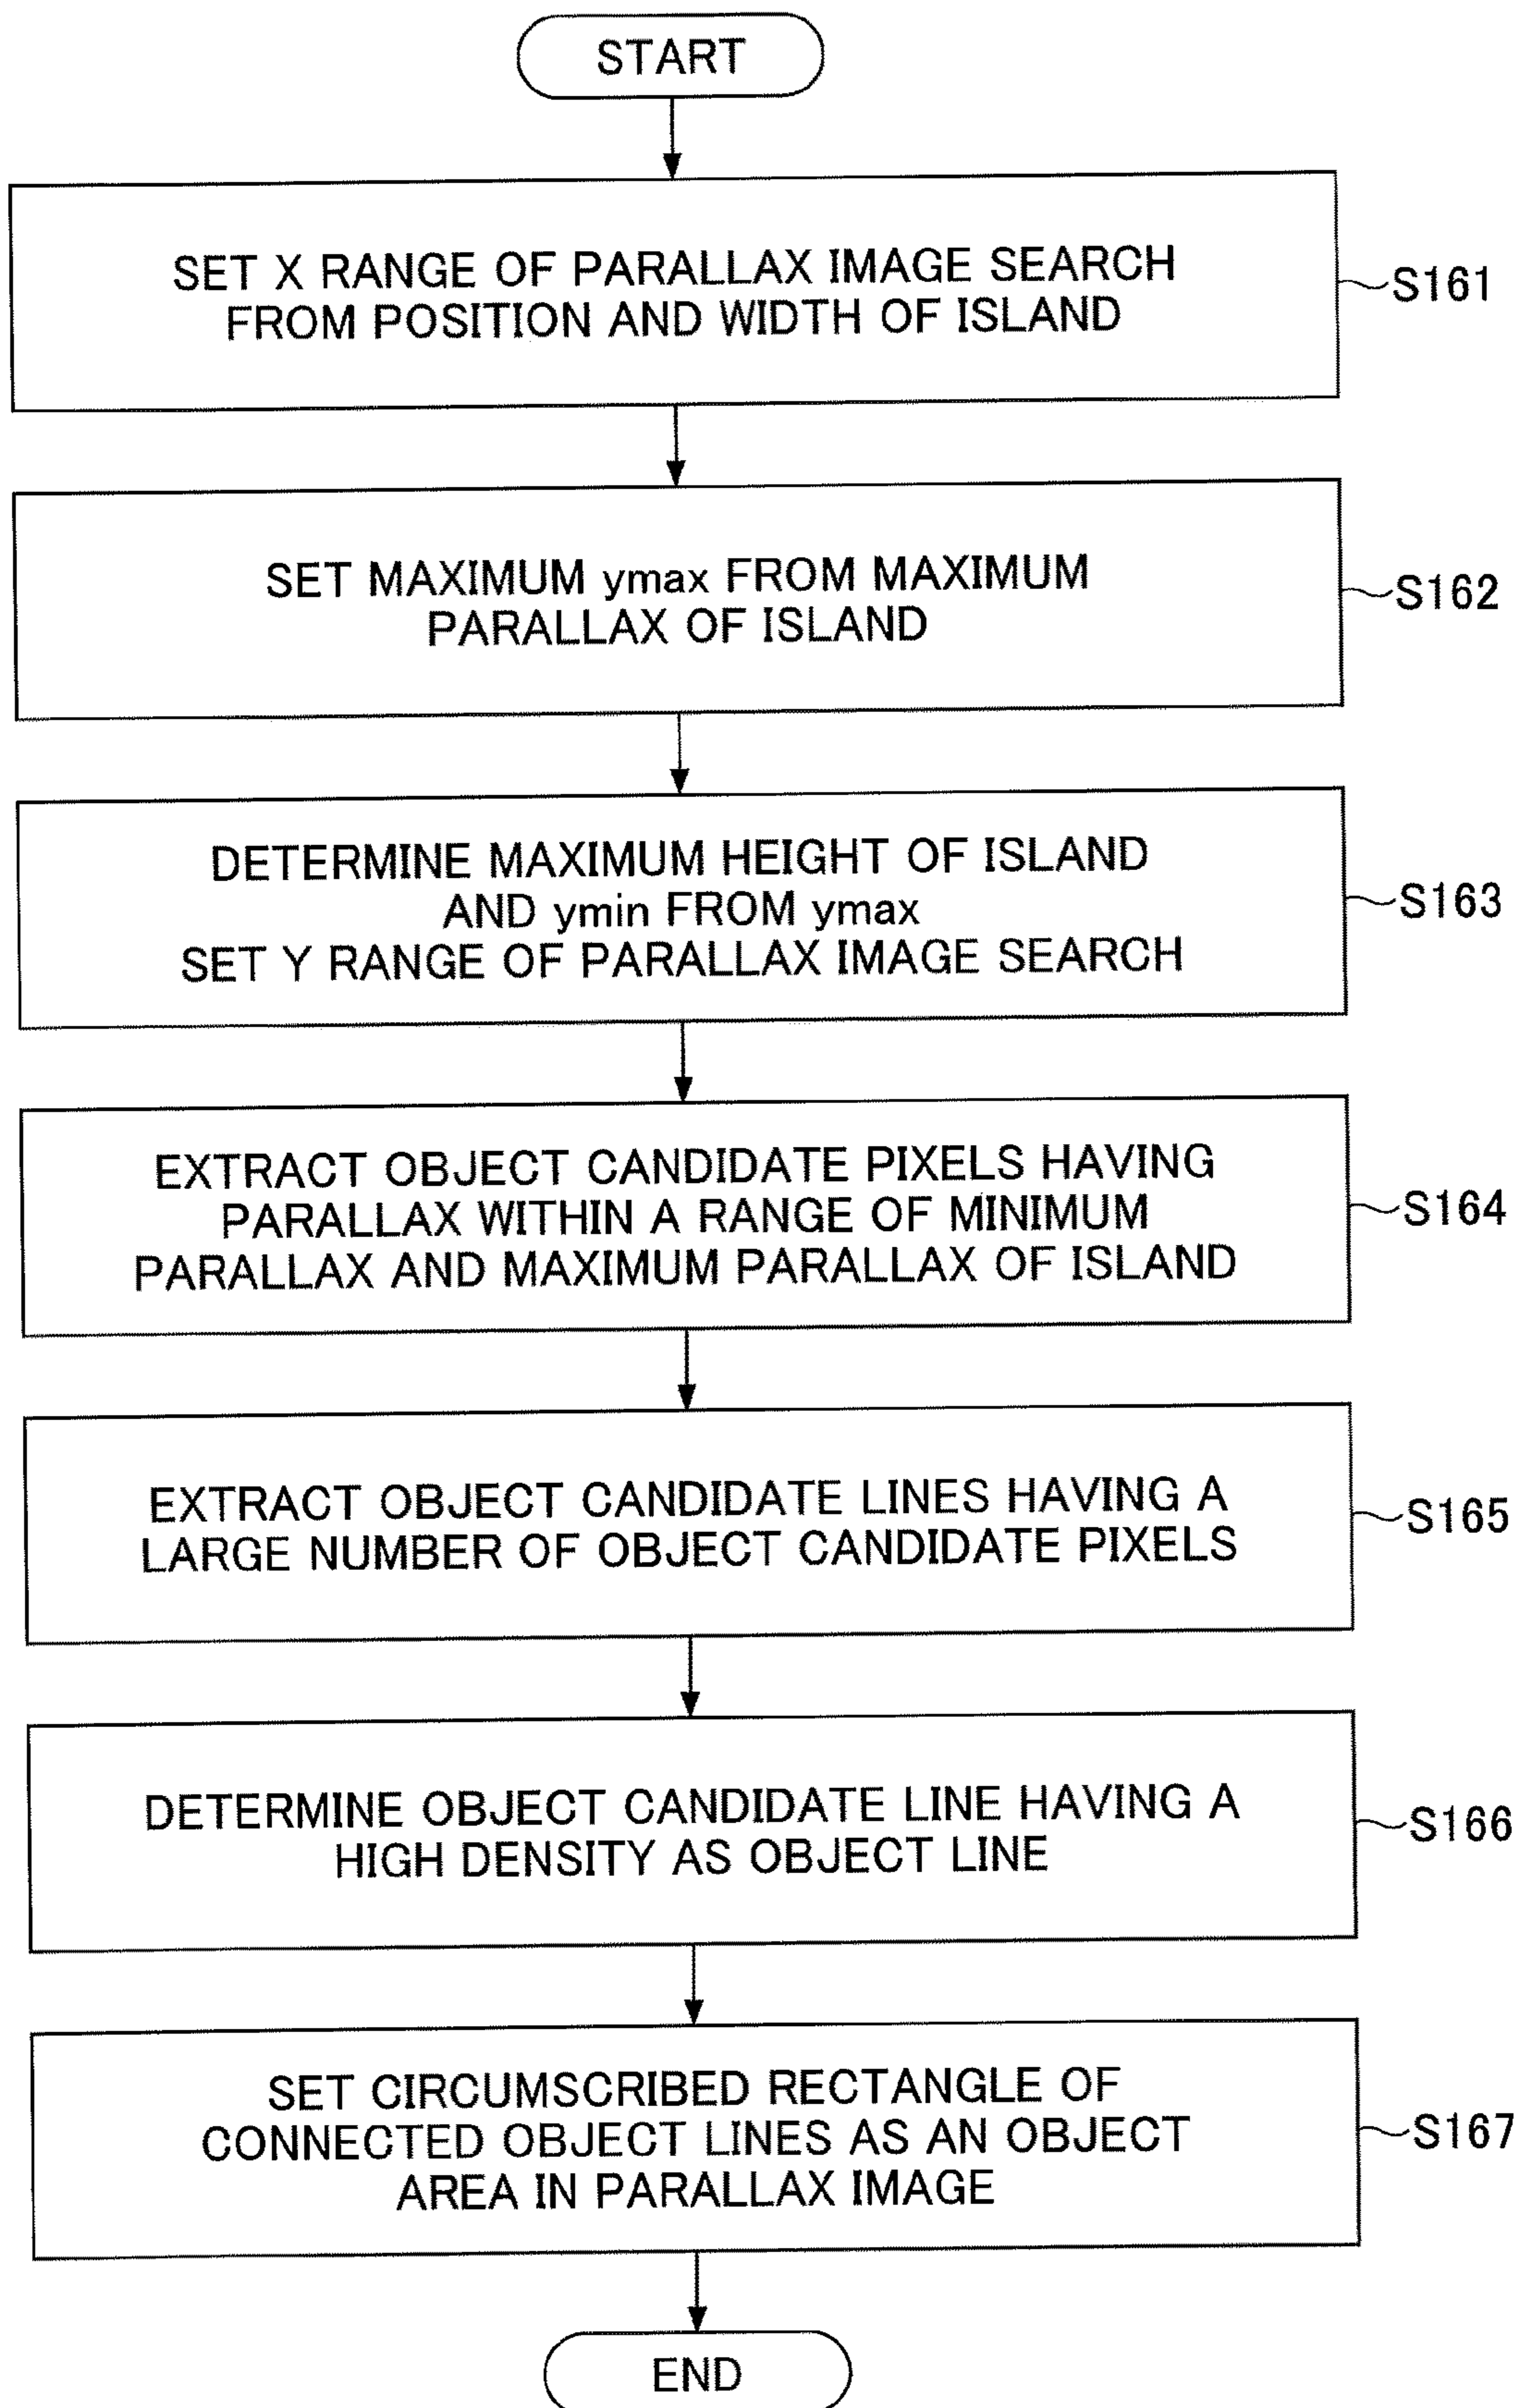 START
SET X RANGE OF PARALLAX IMAGE SEARCH
FROM POSITION AND WIDTH OF ISLAND
S161
SET MAXIMUM ymax FROM MAXIMUM
PARALLAX OF ISLAND
S162
DETERMINE MAXIMUM HEIGHT OF ISLAND
AND ymin FROM ymax
SET Y RANGE OF PARALLAX IMAGE SEARCH
S163
EXTRACT OBJECT CANDIDATE PIXELS HAVING
PARALLAX WITHIN A RANGE OF MINIMUM
PARALLAX AND MAXIMUM PARALLAX OF ISLAND
S164
EXTRACT OBJECT CANDIDATE LINES HAVING A
LARGE NUMBER OF OBJECT CANDIDATE PIXELS
S165
DETERMINE OBJECT CANDIDATE LINE HAVING A
HIGH DENSITY AS OBJECT LINE
S166
SET CIRCUMSCRIBED RECTANGLE OF
CONNECTED OBJECT LINES AS AN OBJECT
AREA IN PARALLAX IMAGE
S167
END